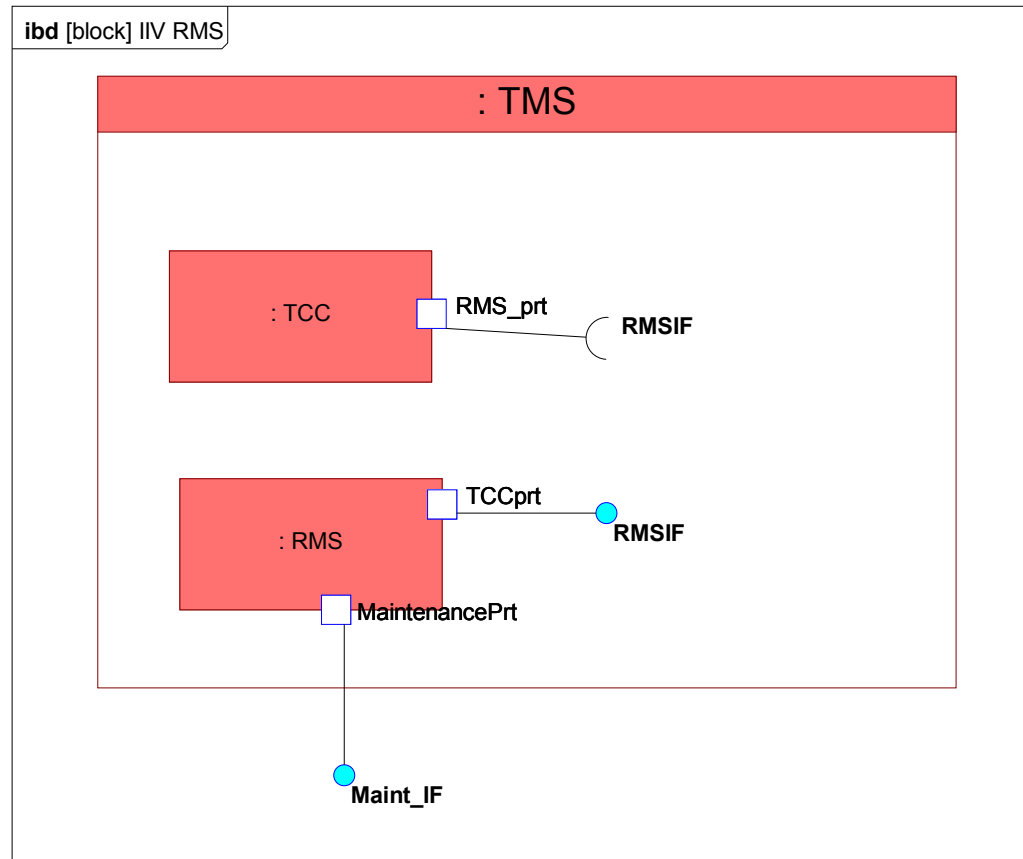 ibd [block] IIV RMS
: TMS
: TCC
RMS_prt
RMSIF
: RMS
TCCprt
RMSIF
MaintenancePrt
Maint_IF